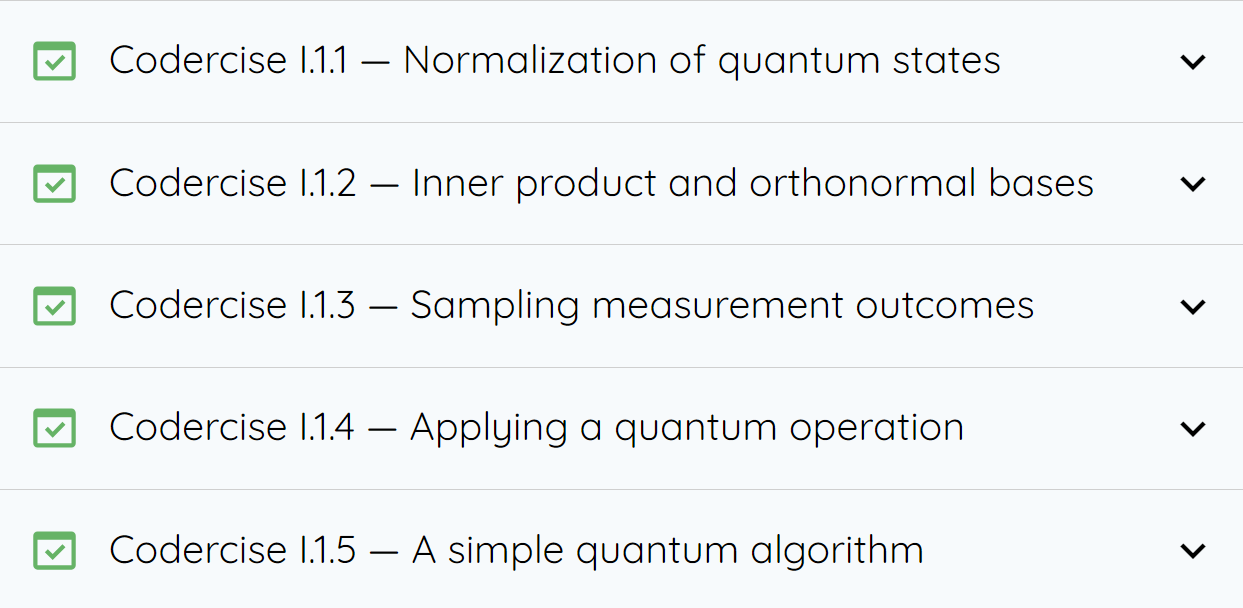 Codercise I.1.1 — Normalization of quantum states
Codercise I.1.2 — Inner product and orthonormal bases
Codercise I.1.3 — Sampling measurement outcomes
Codercise I.1.4 — Applying a quantum operation
Codercise I.1.5 — A simple quantum algorithm